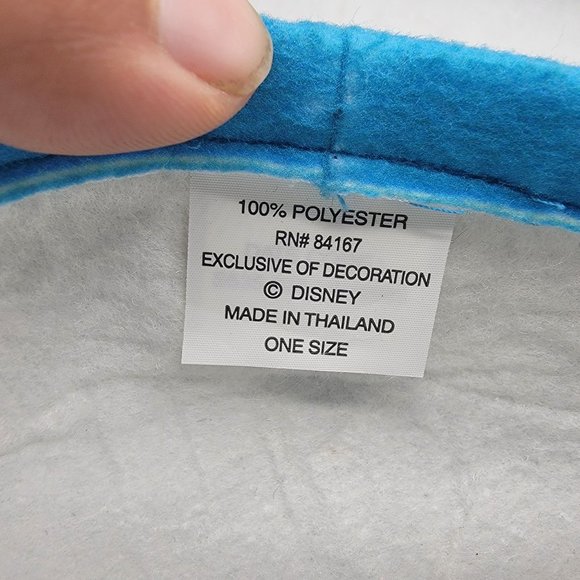 100% POLYESTER
RN# 84167
EXCLUSIVE OF DECORATION
© DISNEY
MADE IN THAILAND
ONE SIZE